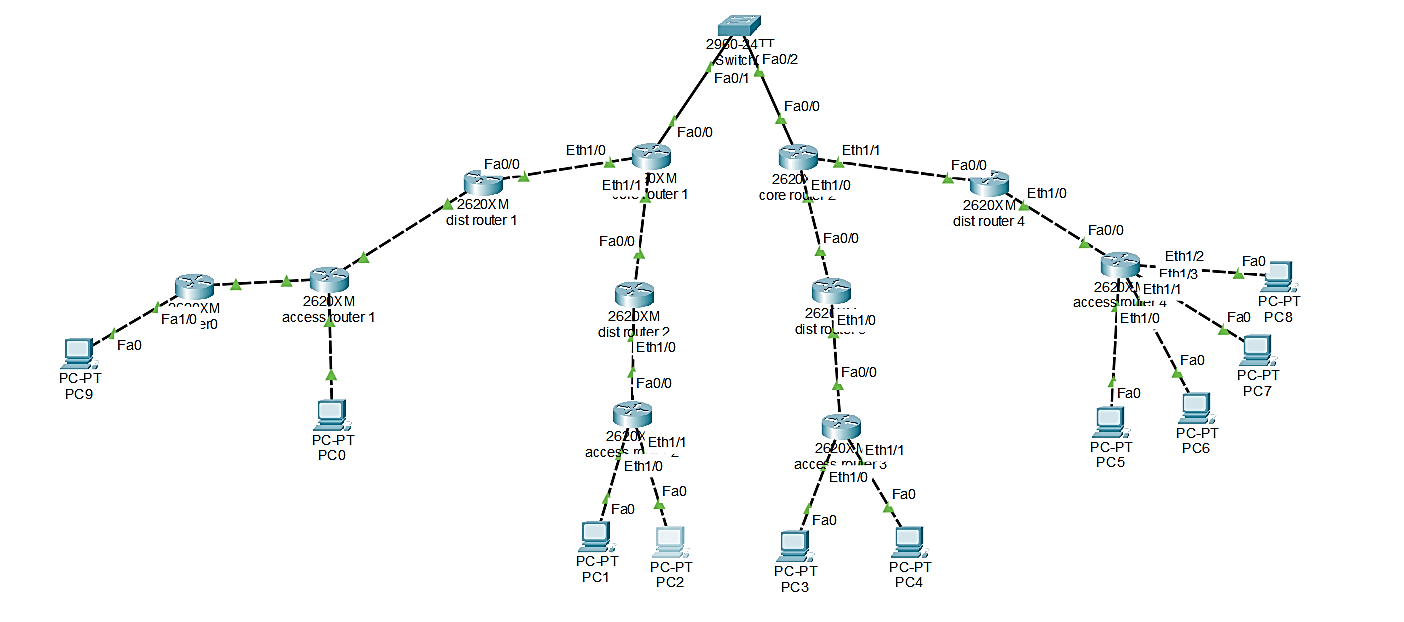 Fa0/2
Fa0/1
Fa0/0
Fa0/0
Eth1/0
Eth1/1
Fa0/0
Fa0/0
2620XM
dist router 1
Eth1/1
Eth1/0
2620XM
dist router 4
Eth1/0
Fa0/0
Fa0/0
Fa0/0
Eth1/2
Eth1/3
Eth1/1
Eth1/0
Fa0
PC-PT
PC8
2620XM
access router 1
Fa1/0
Fa0
PC-PT
PC9
PC-PT
PC0
2620XM
dist router 2
Eth1/0
Fa0/0
Eth1/0
Fa0/0
Fa0
PC-PT
PC7
Fa0
PC-PT
PC6
Fa0
PC-PT
PC5
Eth1/1
Eth1/0
Fa0
Fa0
PC-PT
PC1
PC-PT
PC2
Eth1/1
Eth1/0
Fa0
Fa0
PC-PT
PC3
PC-PT
PC4